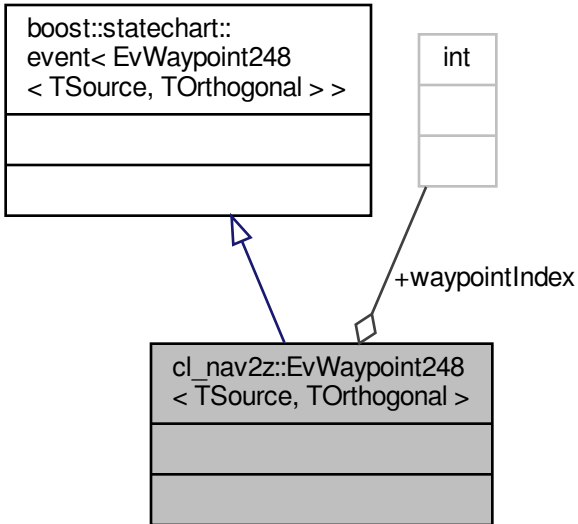 boost::statechart::
event< EvWaypoint248
< TSource, TOrthogonal > >
int
+waypointIndex
cl_nav2z::EvWaypoint248
< TSource, TOrthogonal >